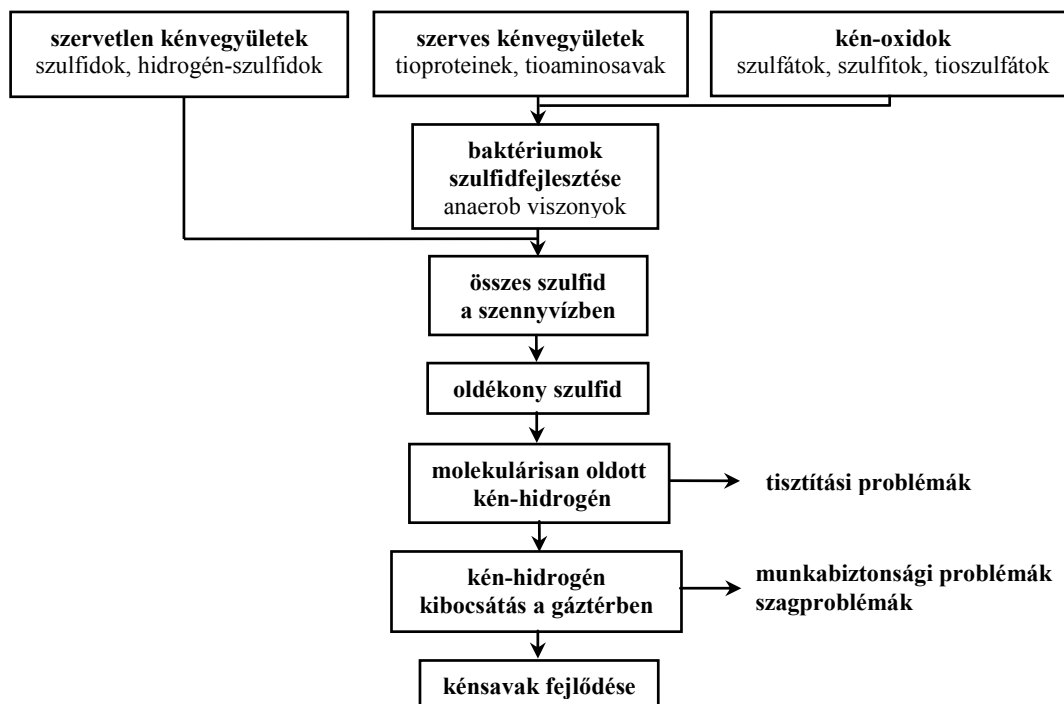 szervetlen kénvegyületek
szulfidok, hidrogén-szulfidok
szerves kénvegyületek
tioproteinek, tioaminosavak
kén-oxidok
szulfátok, szulfitok, tioszulfátok
baktériumok
szulfidfejlesztése
anaerob viszonyok
összes szulfid
a szennyvízben
oldékony szulfid
molekulárisan oldott
kén-hidrogén
tisztítási problémák
kén-hidrogén
kibocsátás a gáztérben
munkabiztonsági problémák
szagproblémák
kénsavak fejlődése